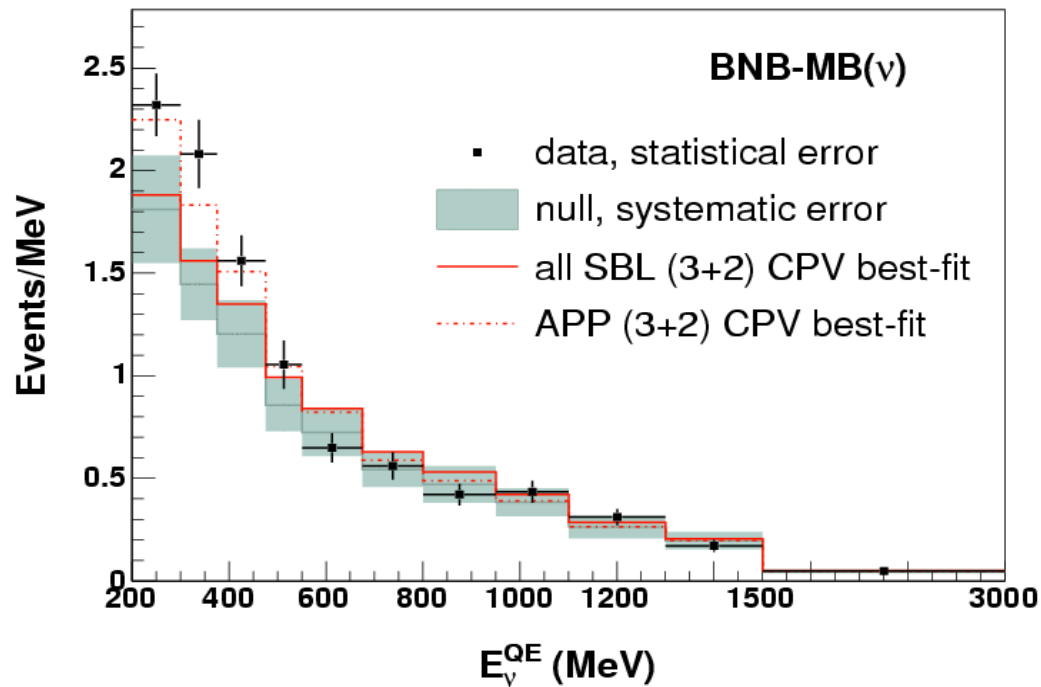 BNB-MB(ν)
data, statistical error
null, systematic error
all SBL (3+2) CPV best-fit
APP (3+2) CPV best-fit
Events/MeV
2.5
2
1.5
1
0.5
0
200 400 600 800 1000 1200 1500 3000
E_ν^QE (MeV)